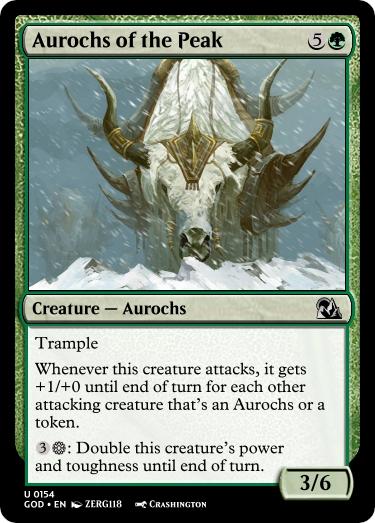 Aurochs of the Peak 5
Creature — Aurochs
Trample
Whenever this creature attacks, it gets
+1/+0 until end of turn for each other
attacking creature that's an Aurochs or a
token.
3 : Double this creature's power
and toughness until end of turn.
3/6
U 0154
GOD • EN ZERG118 Crashington